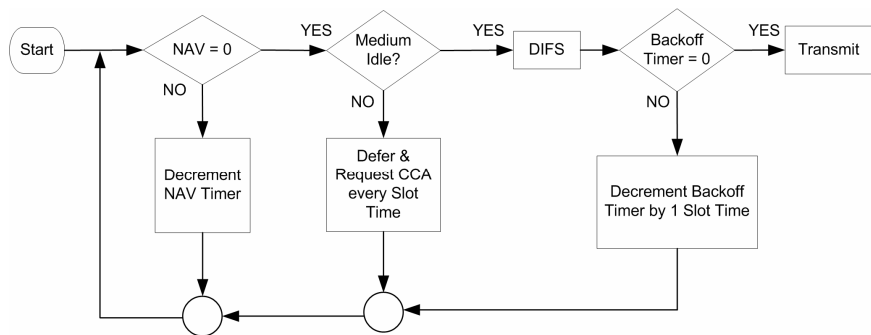 Start
NAV = 0
YES
Medium
Idle?
YES
DIFS
Backoff
Timer = 0
YES
Transmit
NO
NO
NO
Decrement
NAV Timer
Defer &
Request CCA
every Slot
Time
Decrement Backoff
Timer by 1 Slot Time